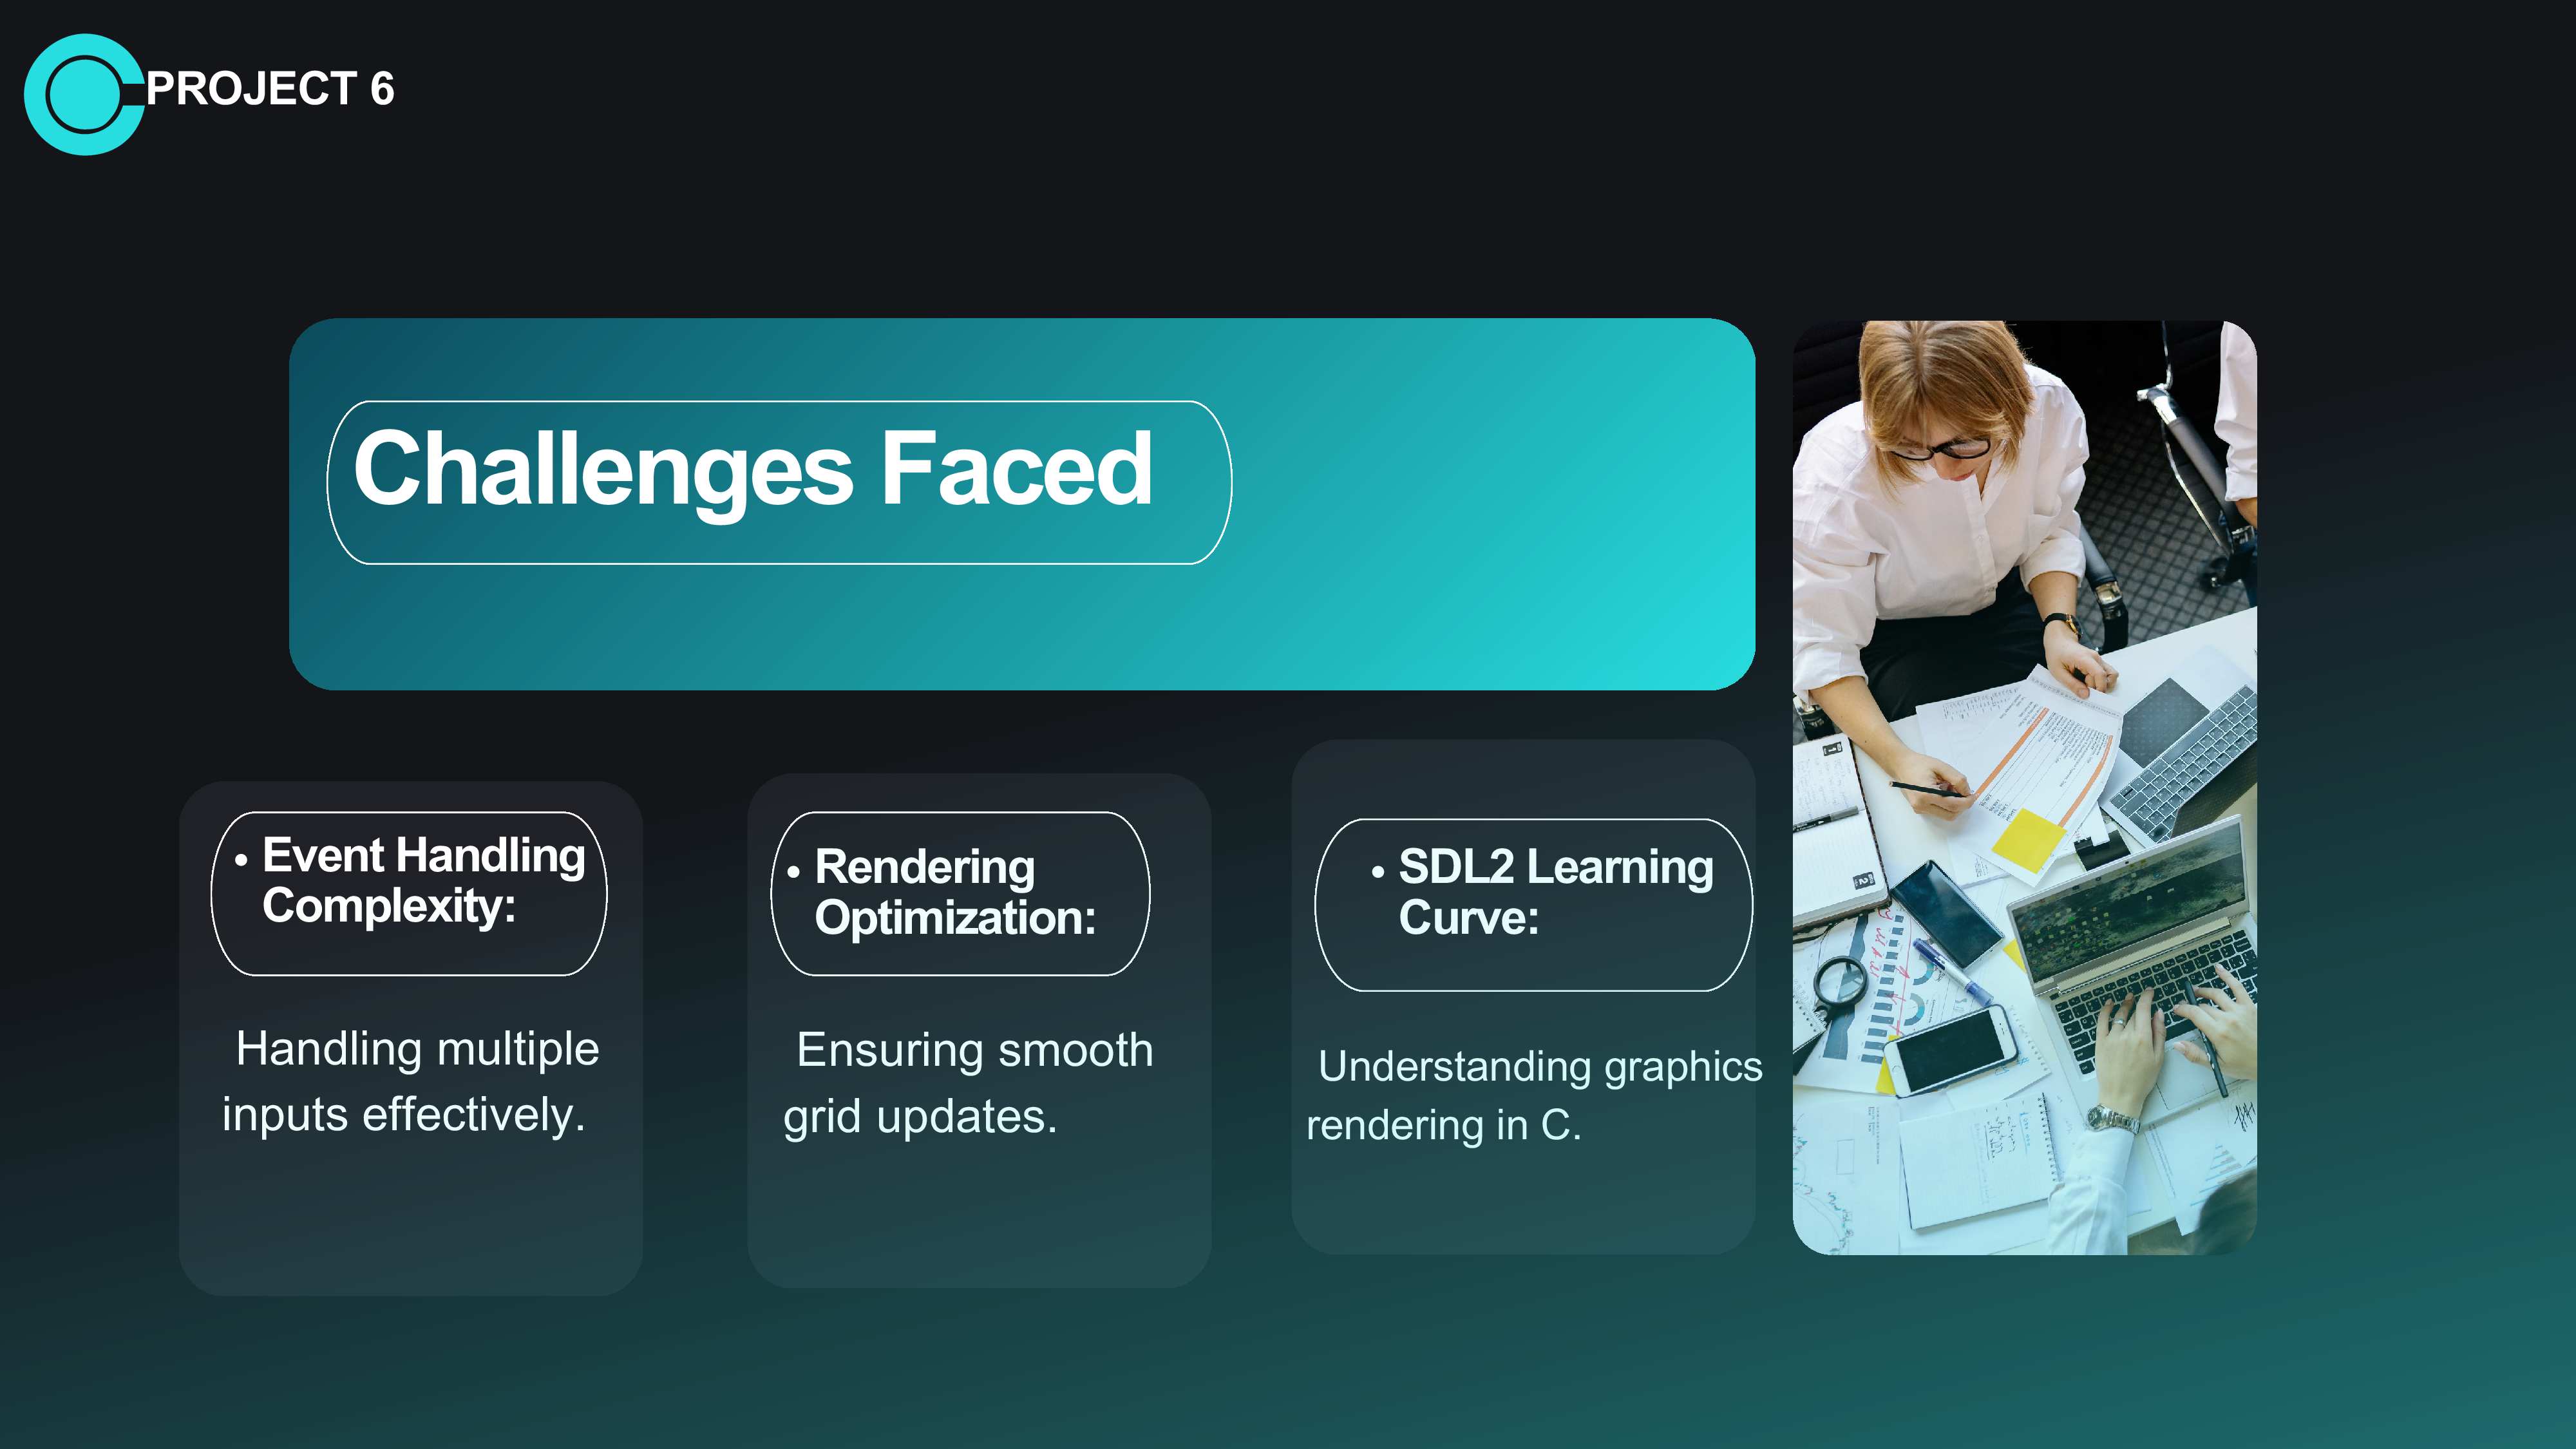 PROJECT 6
Challenges Faced
• Event Handling
Complexity:
Handling multiple
inputs effectively.
• Rendering
Optimization:
Ensuring smooth
grid updates.
• SDL2 Learning
Curve:
Understanding graphics
rendering in C.